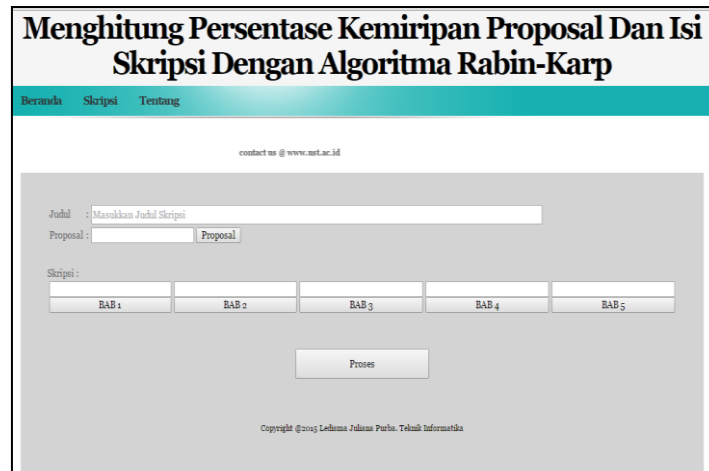 Menghitung Persentase Kemiripan Proposal Dan Isi
Skripsi Dengan Algoritma Rabin-Karp
Beranda Skripsi Tentang
contact us @ www.ust.ac.id
Judul : Masukkan Judul Skripsi
Proposal : Proposal
Skripsi :
BAB 1 BAB 2 BAB 3 BAB 4 BAB 5
Proses
Copyright @2015 Ledisma Juliana Purba. Teknik Informatika